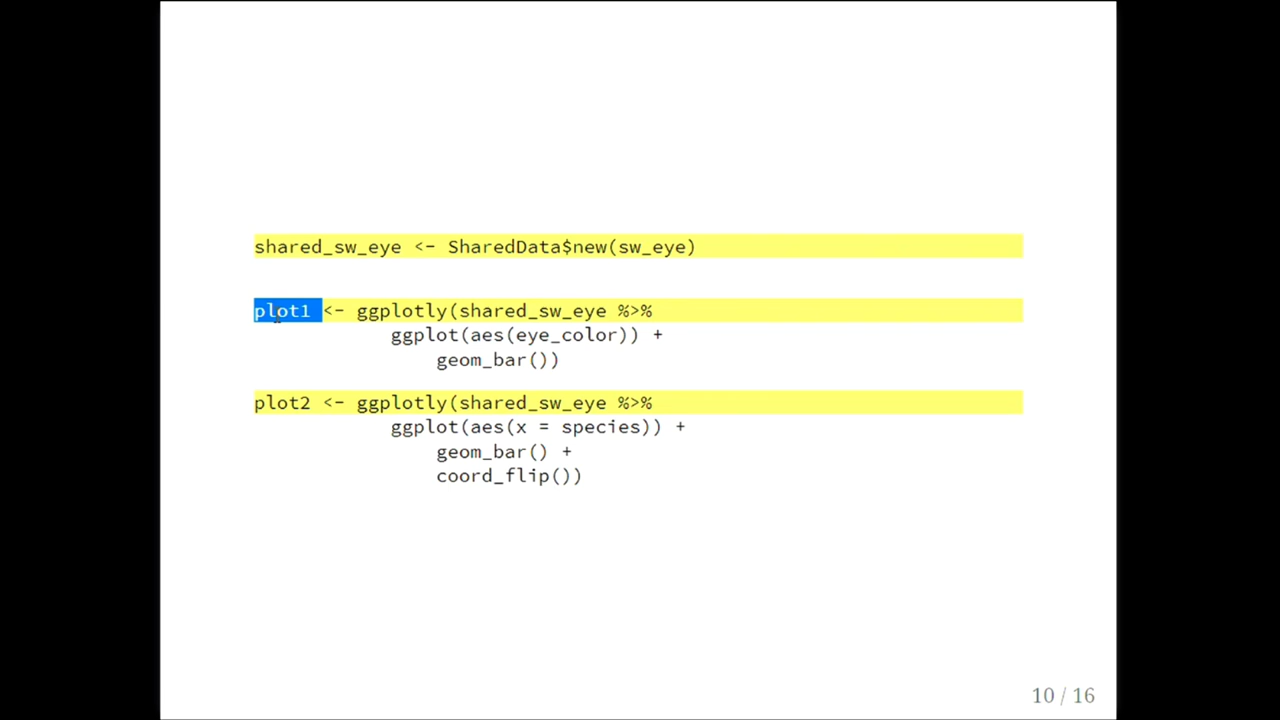 shared_sw_eye <- SharedData$new(sw_eye)
plot1 <- ggplotly(shared_sw_eye %>%
ggplot(aes(eye_color)) +
geom_bar())
plot2 <- ggplotly(shared_sw_eye %>%
ggplot(aes(x = species)) +
geom_bar() +
coord_flip())
10 / 16